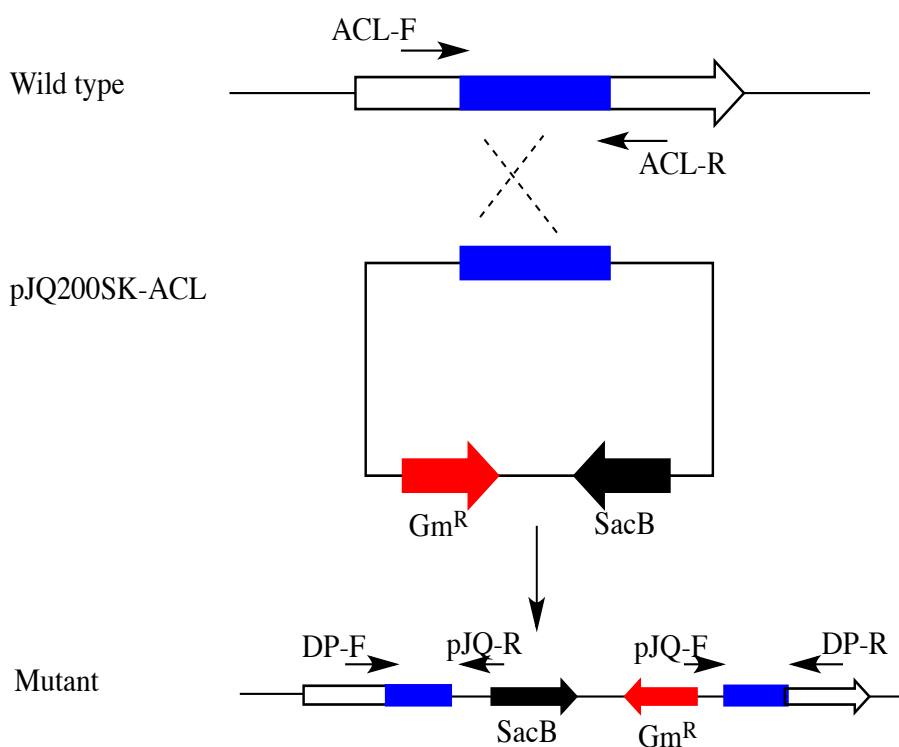 ACL-F
Wild type
ACL-R
pJQ200SK-ACL
GmR
SacB
DP-F
pJQ-R
pJQ-F
DP-R
Mutant
SacB
GmR